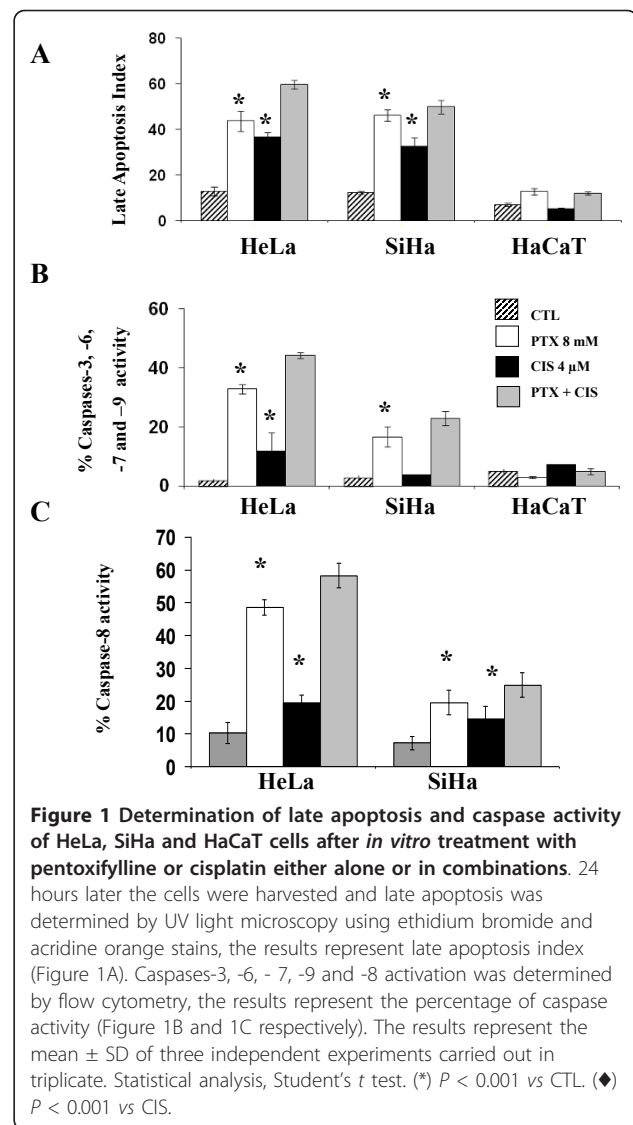 A
Late Apoptosis Index
80
60
40
20
0
* * * *
HeLa SiHa HaCaT
B
% Caspases-3, -6,
-7 and –9 activity
60
40
20
0
* * *
CTL
PTX 8 mM
CIS 4 µM
PTX + CIS
HeLa SiHa HaCaT
C
% Caspase-8 activity
70
60
50
40
30
20
10
0
* * * *
HeLa SiHa
Figure 1 Determination of late apoptosis and caspase activity
of HeLa, SiHa and HaCaT cells after in vitro treatment with
pentoxifylline or cisplatin either alone or in combinations. 24
hours later the cells were harvested and late apoptosis was
determined by UV light microscopy using ethidium bromide and
acridine orange stains, the results represent late apoptosis index
(Figure 1A). Caspases-3, -6, - 7, -9 and -8 activation was determined
by flow cytometry, the results represent the percentage of caspase
activity (Figure 1B and 1C respectively). The results represent the
mean ± SD of three independent experiments carried out in
triplicate. Statistical analysis, Student's t test. (*) P < 0.001 vs CTL. (♦)
P < 0.001 vs CIS.